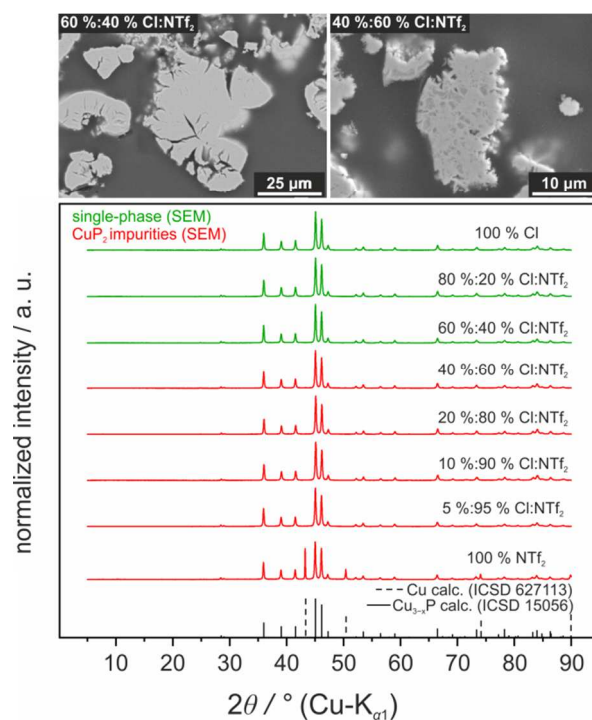 60 %:40 % Cl:NTf₂
40 %:60 % Cl:NTf₂
25 µm
10 µm
single-phase (SEM)
CuP₂ impurities (SEM)
100 % Cl
80 %:20 % Cl:NTf₂
60 %:40 % Cl:NTf₂
40 %:60 % Cl:NTf₂
20 %:80 % Cl:NTf₂
10 %:90 % Cl:NTf₂
5 %:95 % Cl:NTf₂
100 % NTf₂
Cu calc. (ICSD 627113)
Cu₃₋ₓP calc. (ICSD 15056)
normalized intensity / a. u.
10 20 30 40 50 60 70 80 90
2θ / ° (Cu-Kα1)